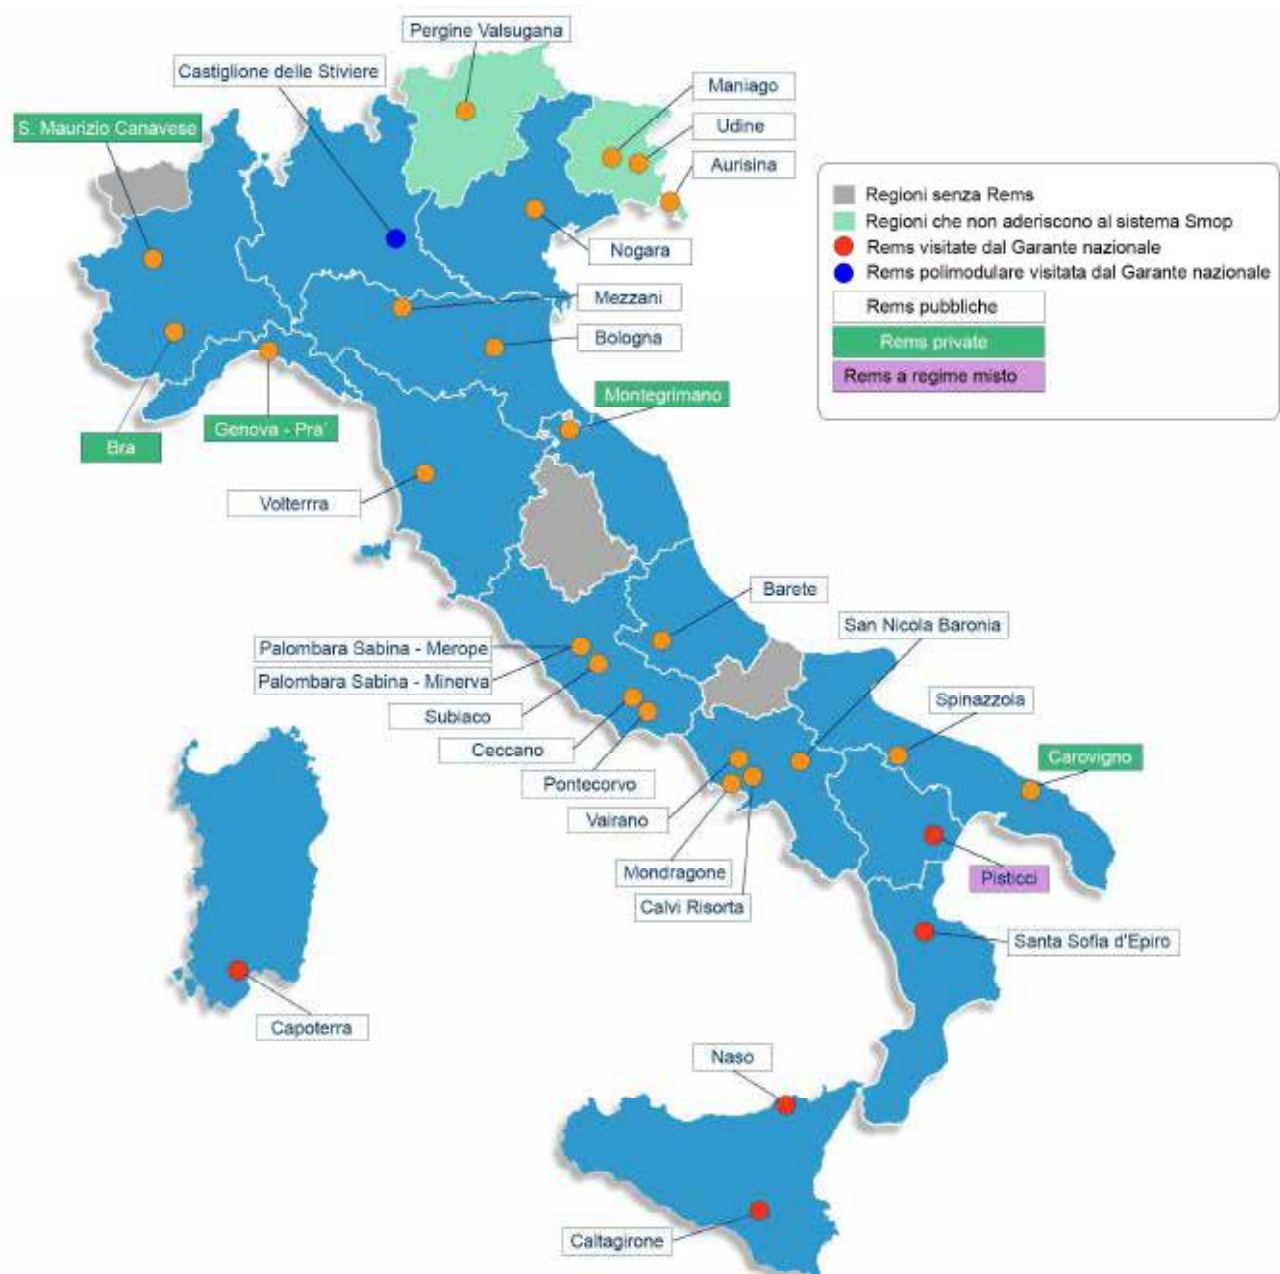 Pergine Valsugana
Castiglione delle Stiviere
Maniago
S. Maurizio Canavese
Udine
Aurisina
Regioni senza Rems
Regioni che non aderiscono al sistema Smop
Rems visitate dal Garante nazionale
Rems polimodulare visitata dal Garante nazionale
Rems pubbliche
Rems private
Rems a regime misto
Nogara
Mezzani
Bologna
Montegrimano
Genova - Pra'
Bra
Volterrra
Barete
San Nicola Baronia
Palombara Sabina - Merope
Palombara Sabina - Minerva
Subiaco
Spinazzola
Ceccano
Carovigno
Pontecorvo
Vairano
Mondragone
Pisticci
Calvi Risorta
Santa Sofia d'Epiro
Capoterra
Naso
Caltagirone